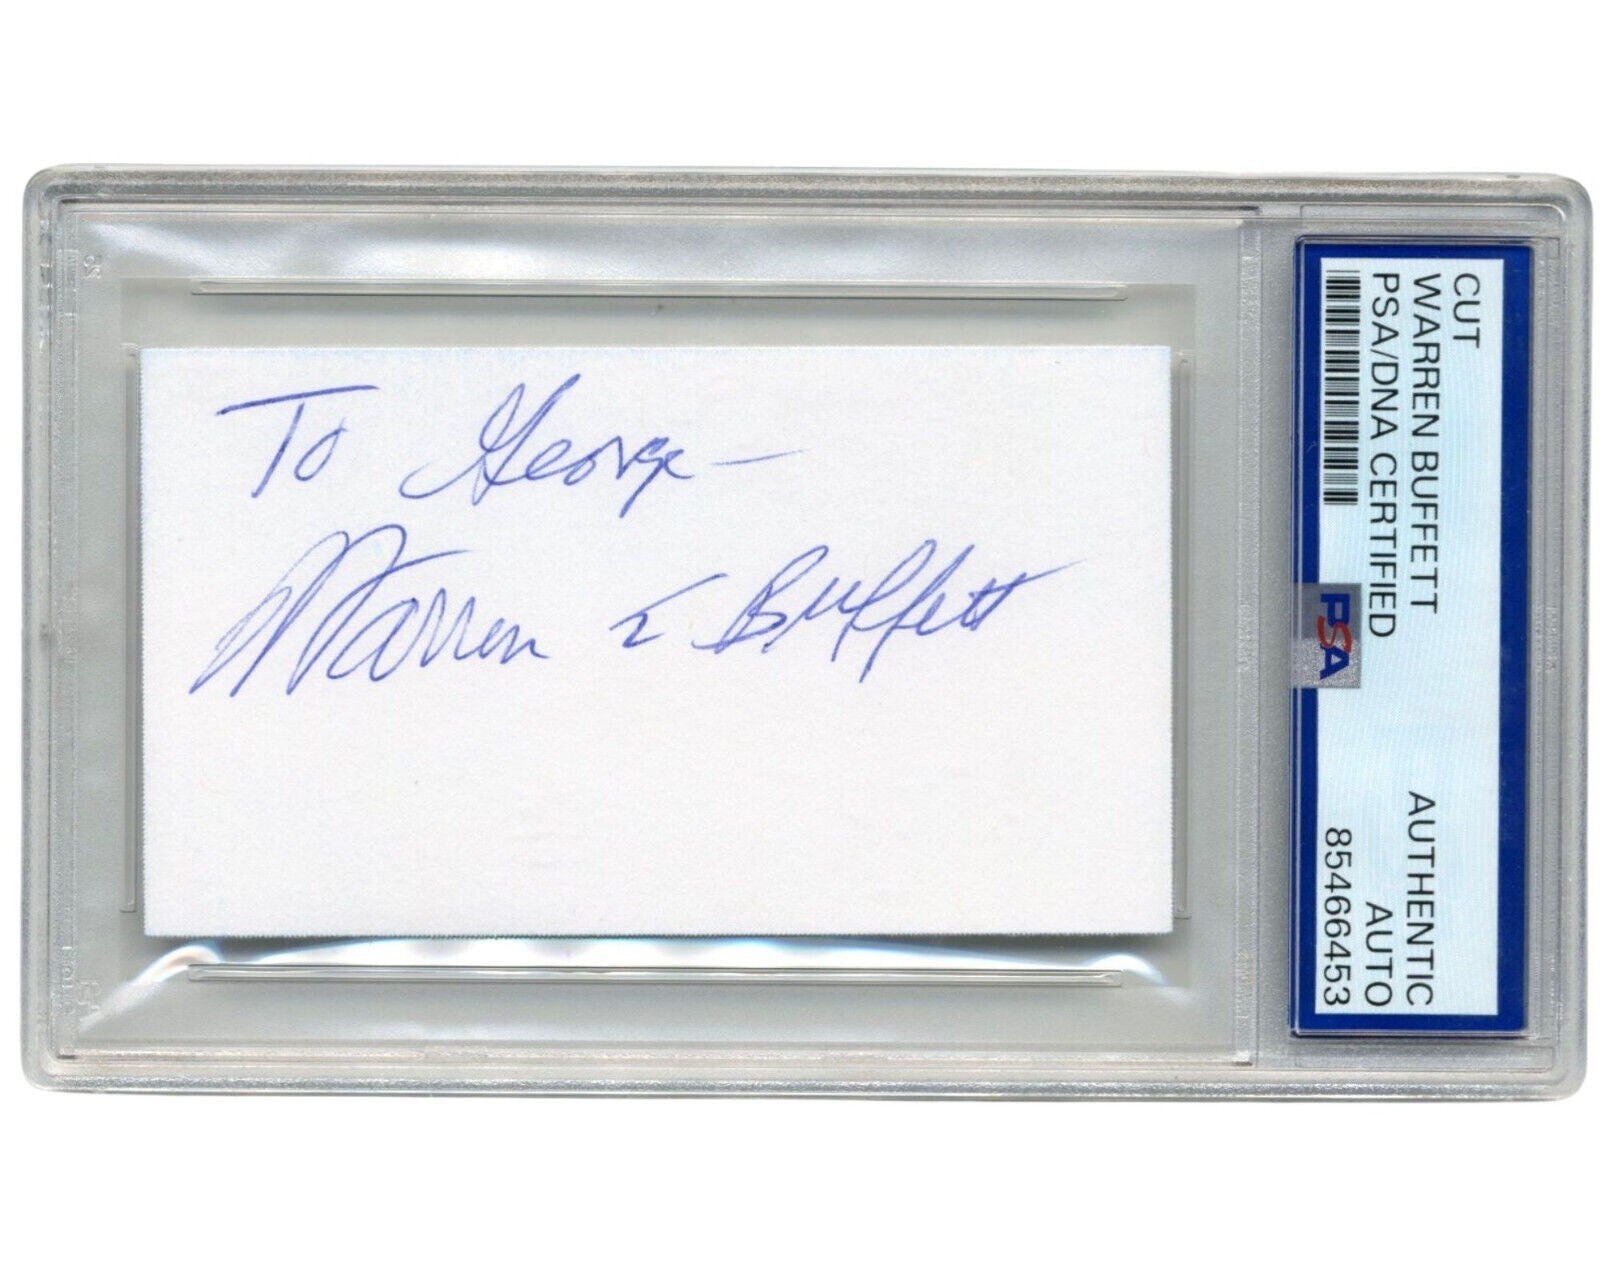 To George -
Warren E Buffett
CUT
WARREN BUFFETT
PSA/DNA CERTIFIED
AUTHENTIC
AUTO
85466453
PSA